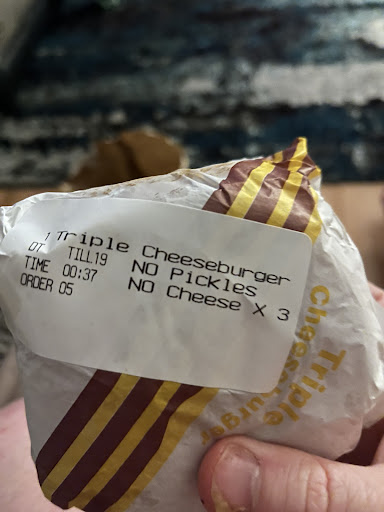 1 Triple Cheeseburger
OT TILL19 NO Pickles
TIME 00:37 NO Cheese X 3
ORDER 05
Triple
Cheeseburger